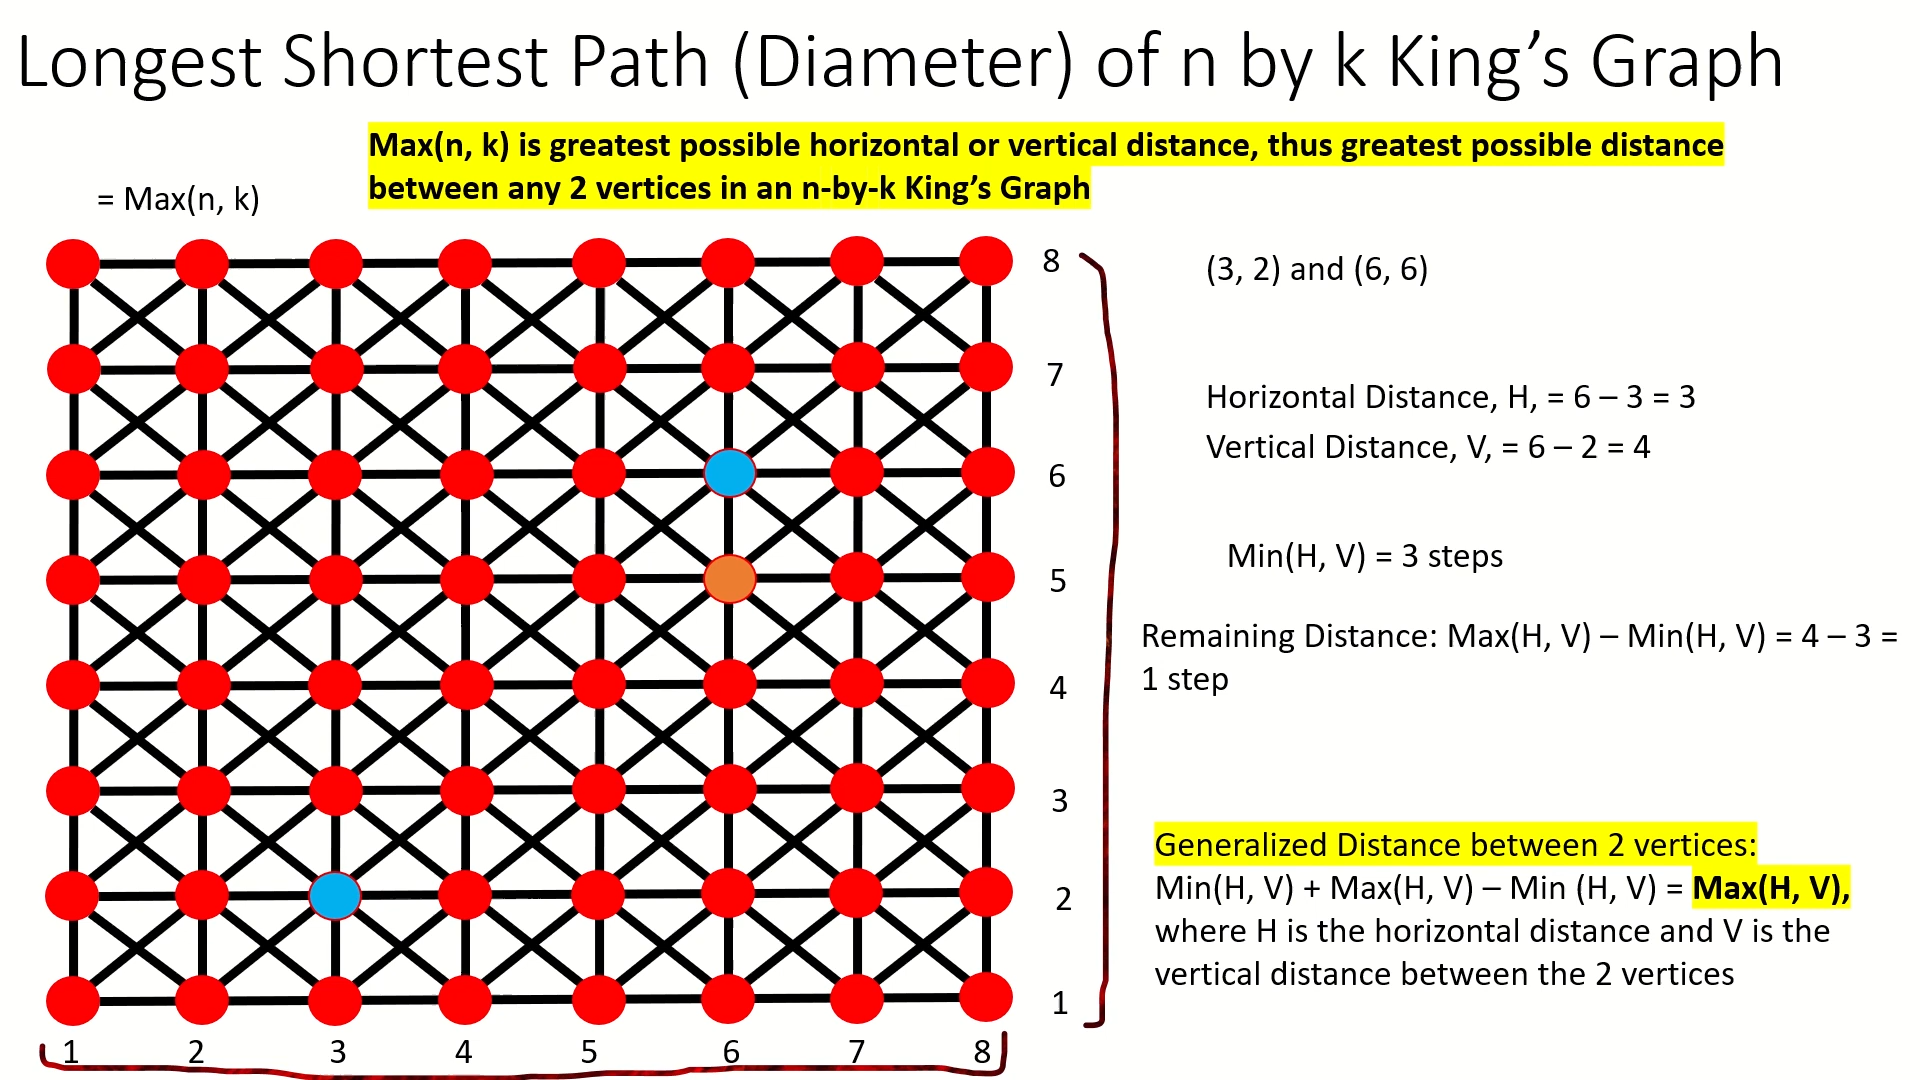 Longest Shortest Path (Diameter) of n by k King’s Graph
Max(n, k) is greatest possible horizontal or vertical distance, thus greatest possible distance
between any 2 vertices in an n-by-k King’s Graph
= Max(n, k)
8
7
6
5
4
3
2
1
1 2 3 4 5 6 7 8
(3, 2) and (6, 6)
Horizontal Distance, H, = 6 – 3 = 3
Vertical Distance, V, = 6 – 2 = 4
Min(H, V) = 3 steps
Remaining Distance: Max(H, V) – Min(H, V) = 4 – 3 =
1 step
Generalized Distance between 2 vertices:
Min(H, V) + Max(H, V) – Min (H, V) = Max(H, V),
where H is the horizontal distance and V is the
vertical distance between the 2 vertices